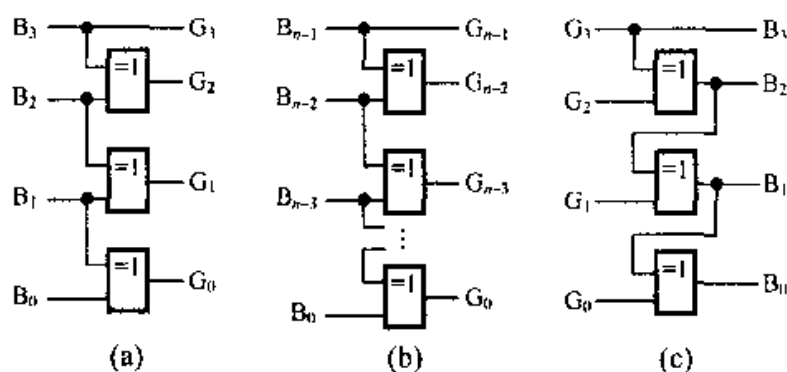 B₃ G₃ Bₙ₋₁ Gₙ₋₁ G₃ B₃
=1 =1 =1
G₂ Gₙ₋₂ B₂
B₂ Bₙ₋₂ G₂
=1 =1 =1
G₁ Gₙ₋₃ B₁
B₁ Bₙ₋₃ G₁
⋮
=1 =1 =1
G₀ G₀ B₀
B₀ B₀ G₀
(a) (b) (c)